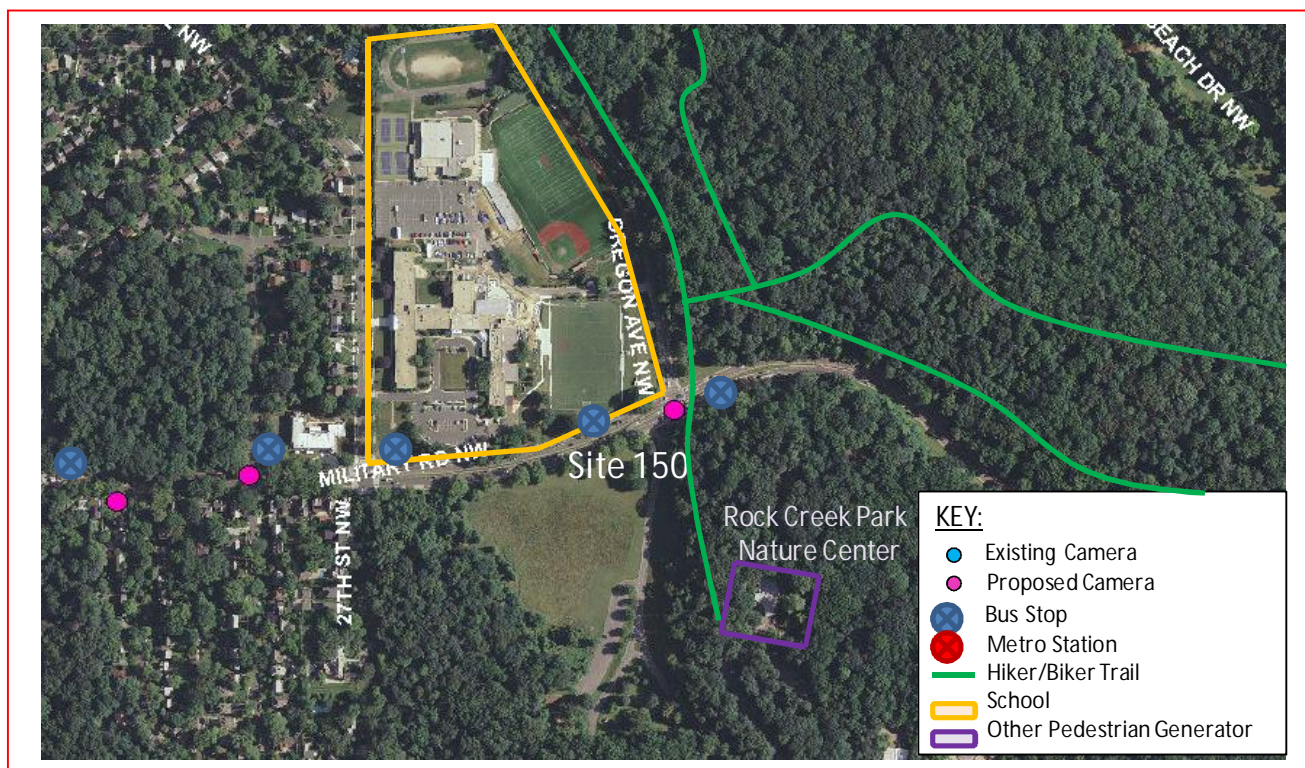 BEACH DR NW
OREGON AVE NW
MILITARY RD NW
Site 150
27TH ST NW
Rock Creek Park
Nature Center
KEY:
Existing Camera
Proposed Camera
Bus Stop
Metro Station
Hiker/Biker Trail
School
Other Pedestrian Generator